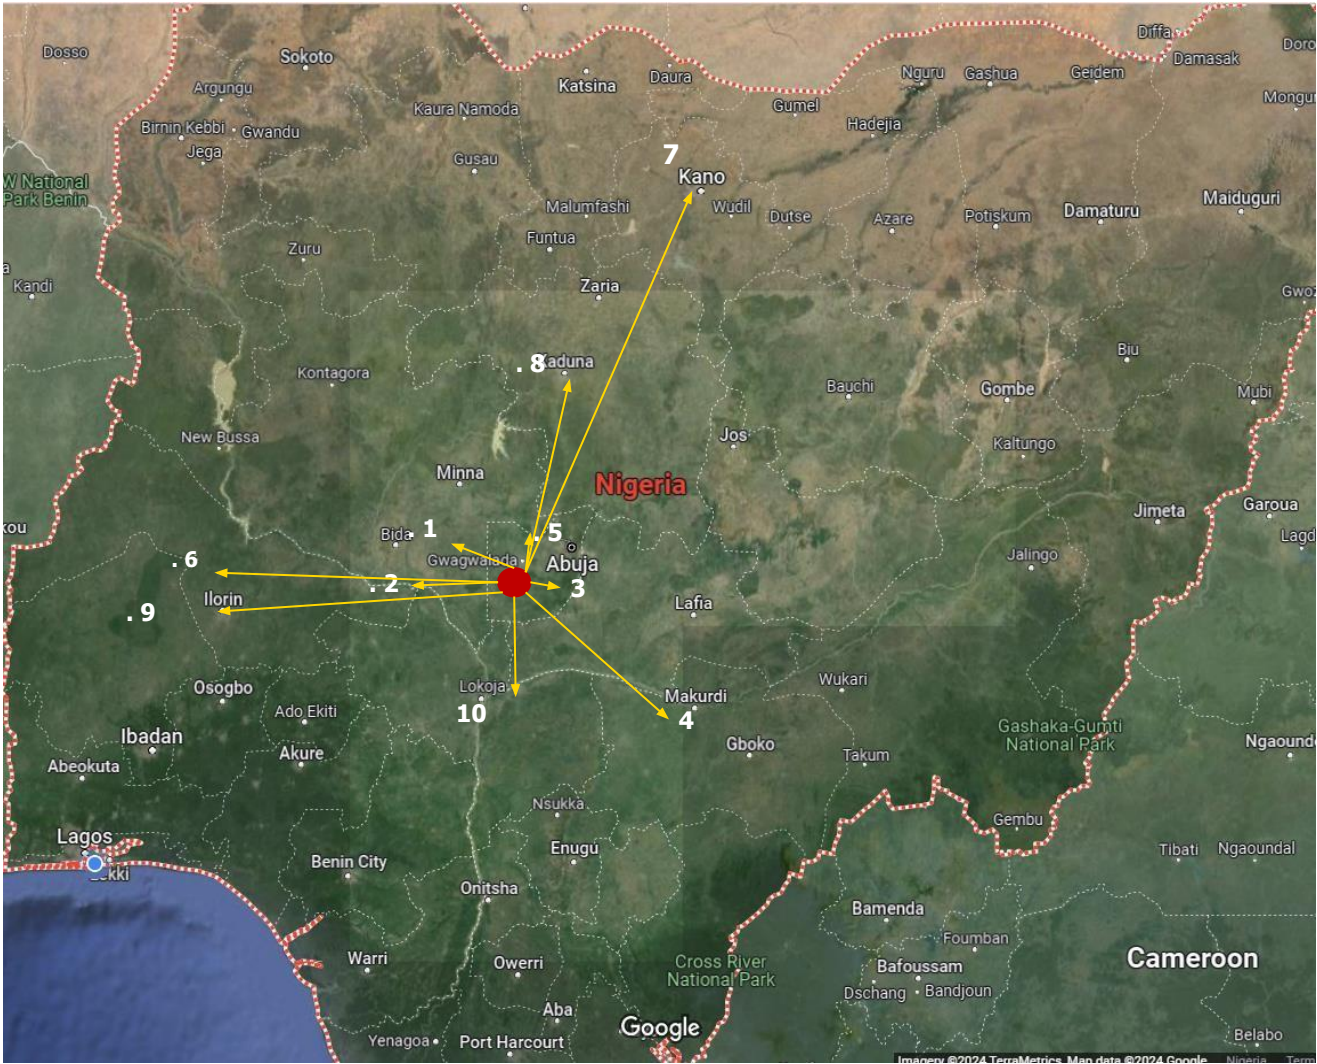 Diffa
Dosso
Sokoto
Doro
Damasak
Katsina
Daura
Nguru
Gashua
Geidem
Argungu
Mongu
Kaura Namoda
Gumel
Hadejia
Birnin Kebbi
Gwandu
Jega
7
Gusau
W National
Park Benin
Kano
Malumfashi
Wudil
Dutse
Azare
Potiskum
Damaturu
Maiduguri
Funtua
Zuru
a
Kandi
Zaria
Gwoz
. 8
Kaduna
Kontagora
Biu
Bauchi
Gombe
Mubi
New Bussa
Jos
Kaltungo
Minna
Nigeria
Jimeta
Garoua
kou
Bida
. 1
. 5
Lagd
Gwagwalada
Abuja
Jalingo
. 6
. 2
3
Ilorin
Lafia
. 9
Osogbo
Lokoja
Makurdi
Wukari
10
4
Ado Ekiti
Ibadan
Akure
Gboko
Takum
Gashaka-Gumti
National Park
Ngaound
Abeokuta
Nsukka
Gembu
Lagos
Lekki
Benin City
Enugu
Tibati
Ngaoundal
Onitsha
Bamenda
Foumban
Warri
Owerri
Cross River
National Park
Bafoussam
Dschang
Bandjoun
Cameroon
Aba
Google
Yenagoa
Port Harcourt
Belabo
Imagery ©2024 TerraMetrics, Map data ©2024 Google
Nigeria
Term